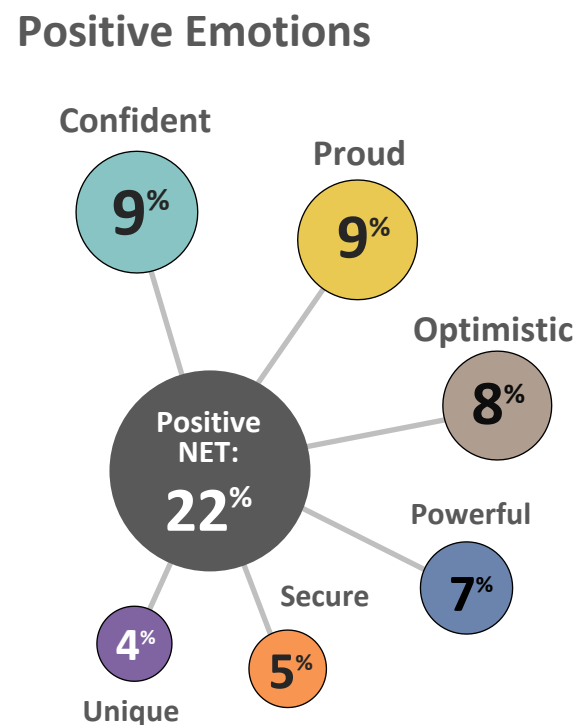 Positive Emotions
Confident
9%
Proud
9%
Optimistic
8%
Positive
NET:
22%
Powerful
7%
Secure
5%
4%
Unique